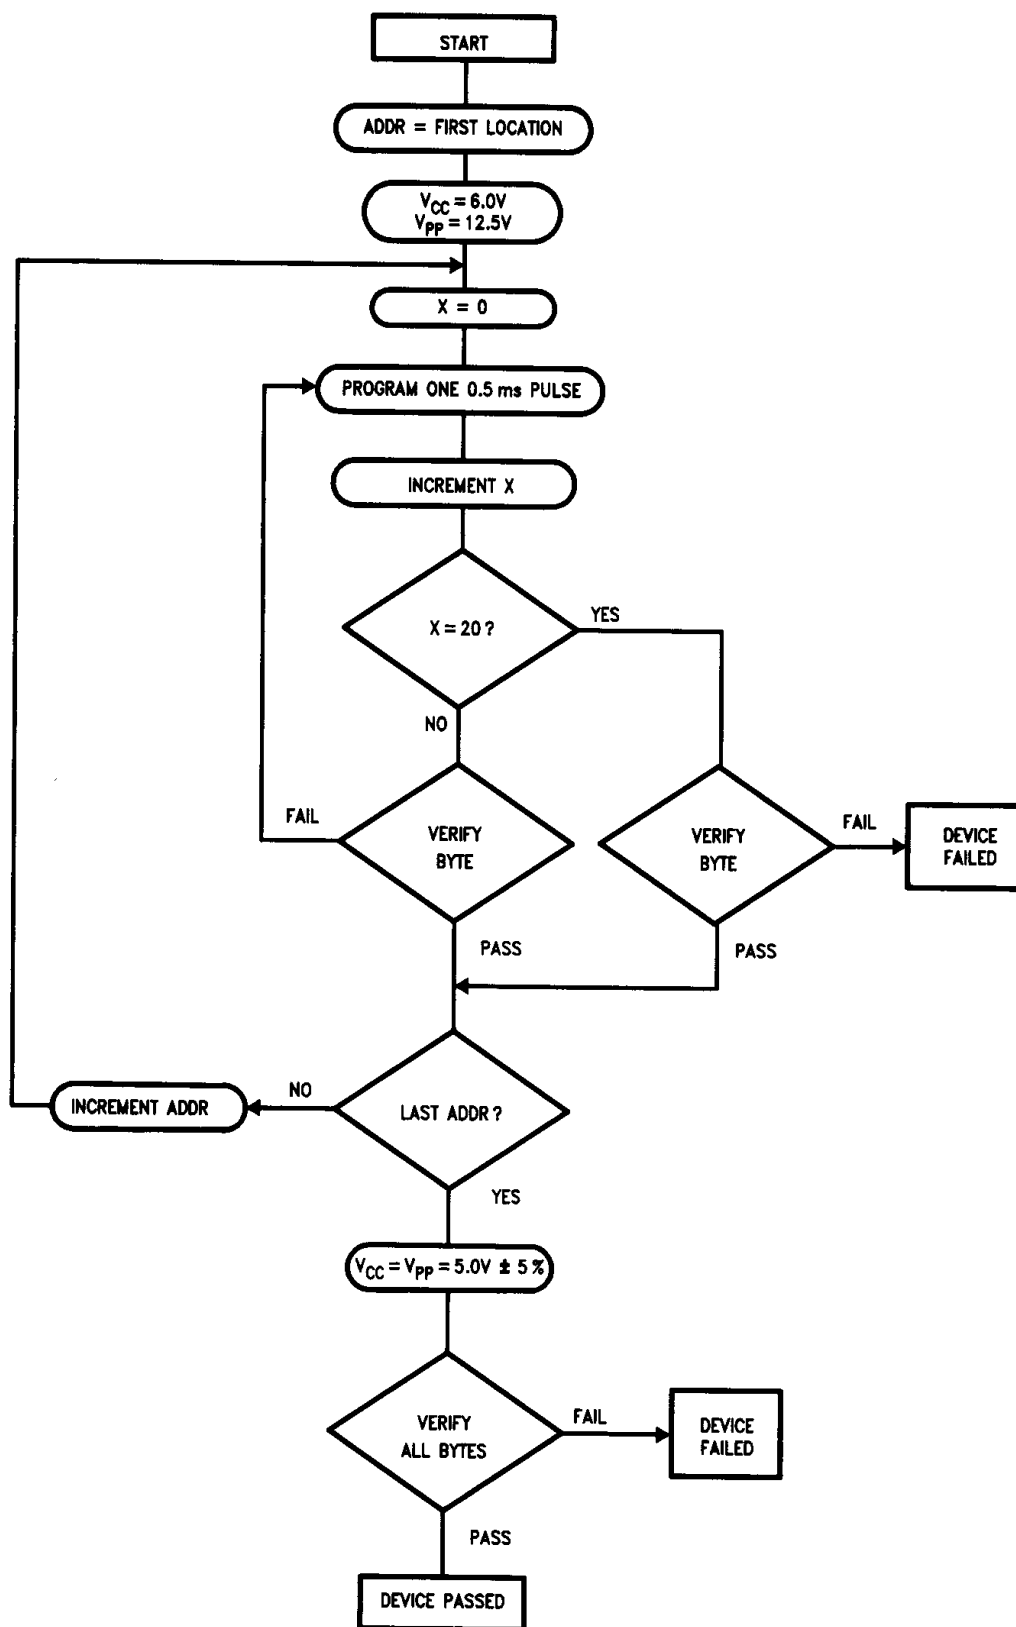 START
ADDR = FIRST LOCATION
VCC = 6.0V
VPP = 12.5V
X = 0
PROGRAM ONE 0.5 ms PULSE
INCREMENT X
X = 20 ?
YES
NO
FAIL
VERIFY
BYTE
VERIFY
BYTE
FAIL
DEVICE
FAILED
PASS
PASS
INCREMENT ADDR
NO
LAST ADDR ?
YES
VCC = VPP = 5.0V ± 5 %
VERIFY
ALL BYTES
FAIL
DEVICE
FAILED
PASS
DEVICE PASSED